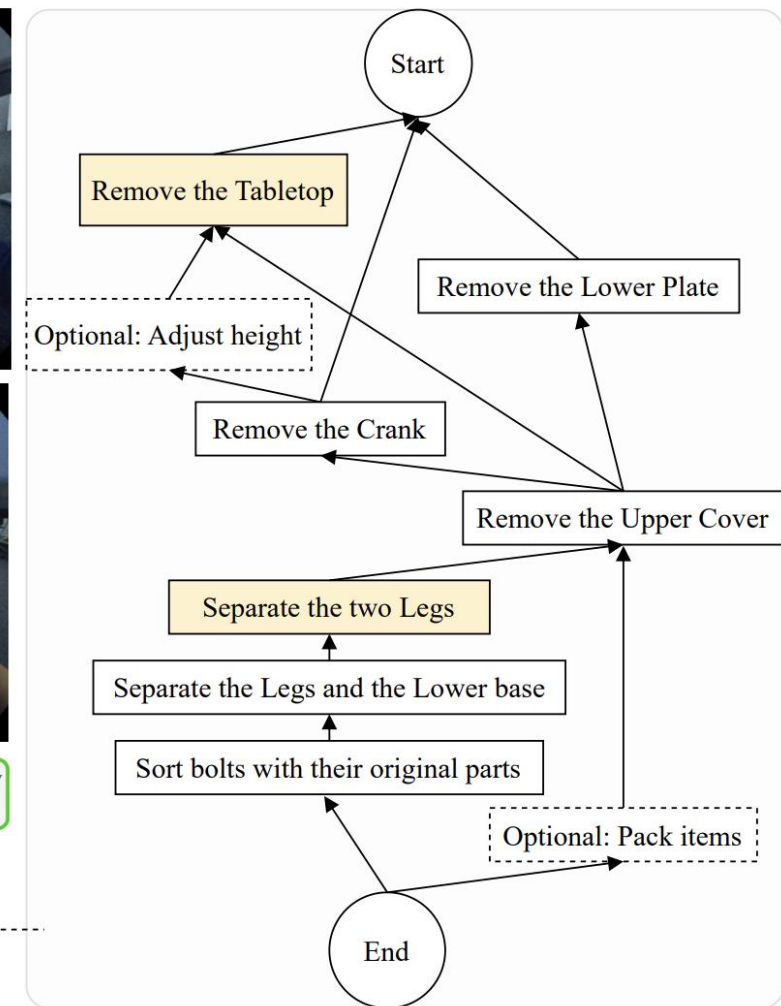 Start
Remove the Tabletop
Remove the Lower Plate
Optional: Adjust height
Remove the Crank
Remove the Upper Cover
Separate the two Legs
Separate the Legs and the Lower base
Sort bolts with their original parts
Optional: Pack items
End